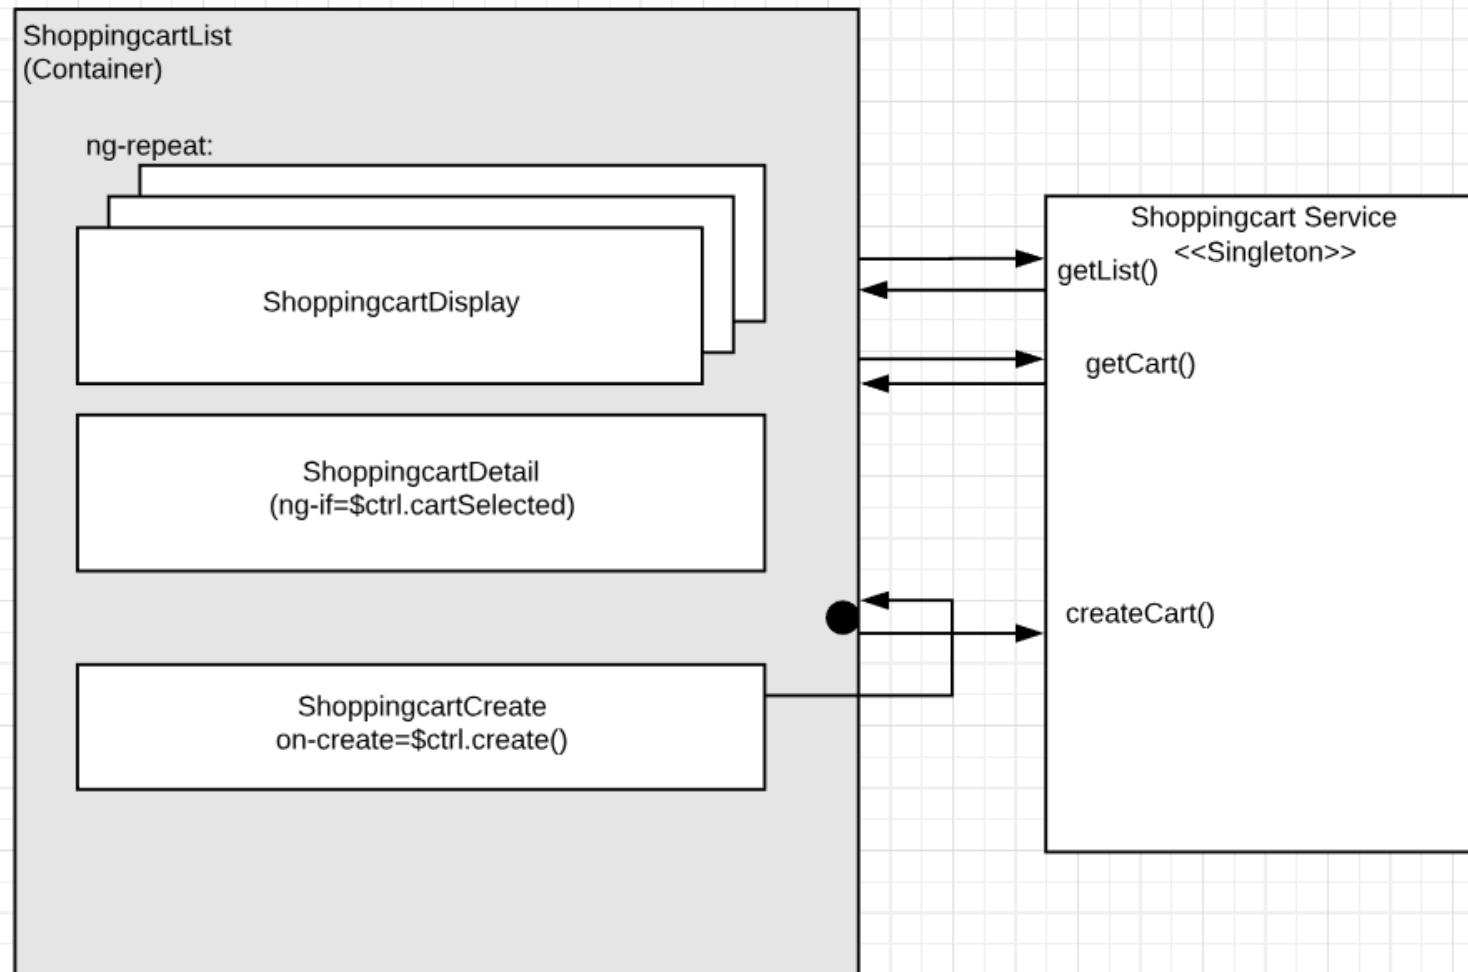 ShoppingcartList
(Container)
ng-repeat:
ShoppingcartDisplay
ShoppingcartDetail
(ng-if=$ctrl.cartSelected)
ShoppingcartCreate
on-create=$ctrl.create()
Shoppingcart Service
<<Singleton>>
getList()
getCart()
createCart()